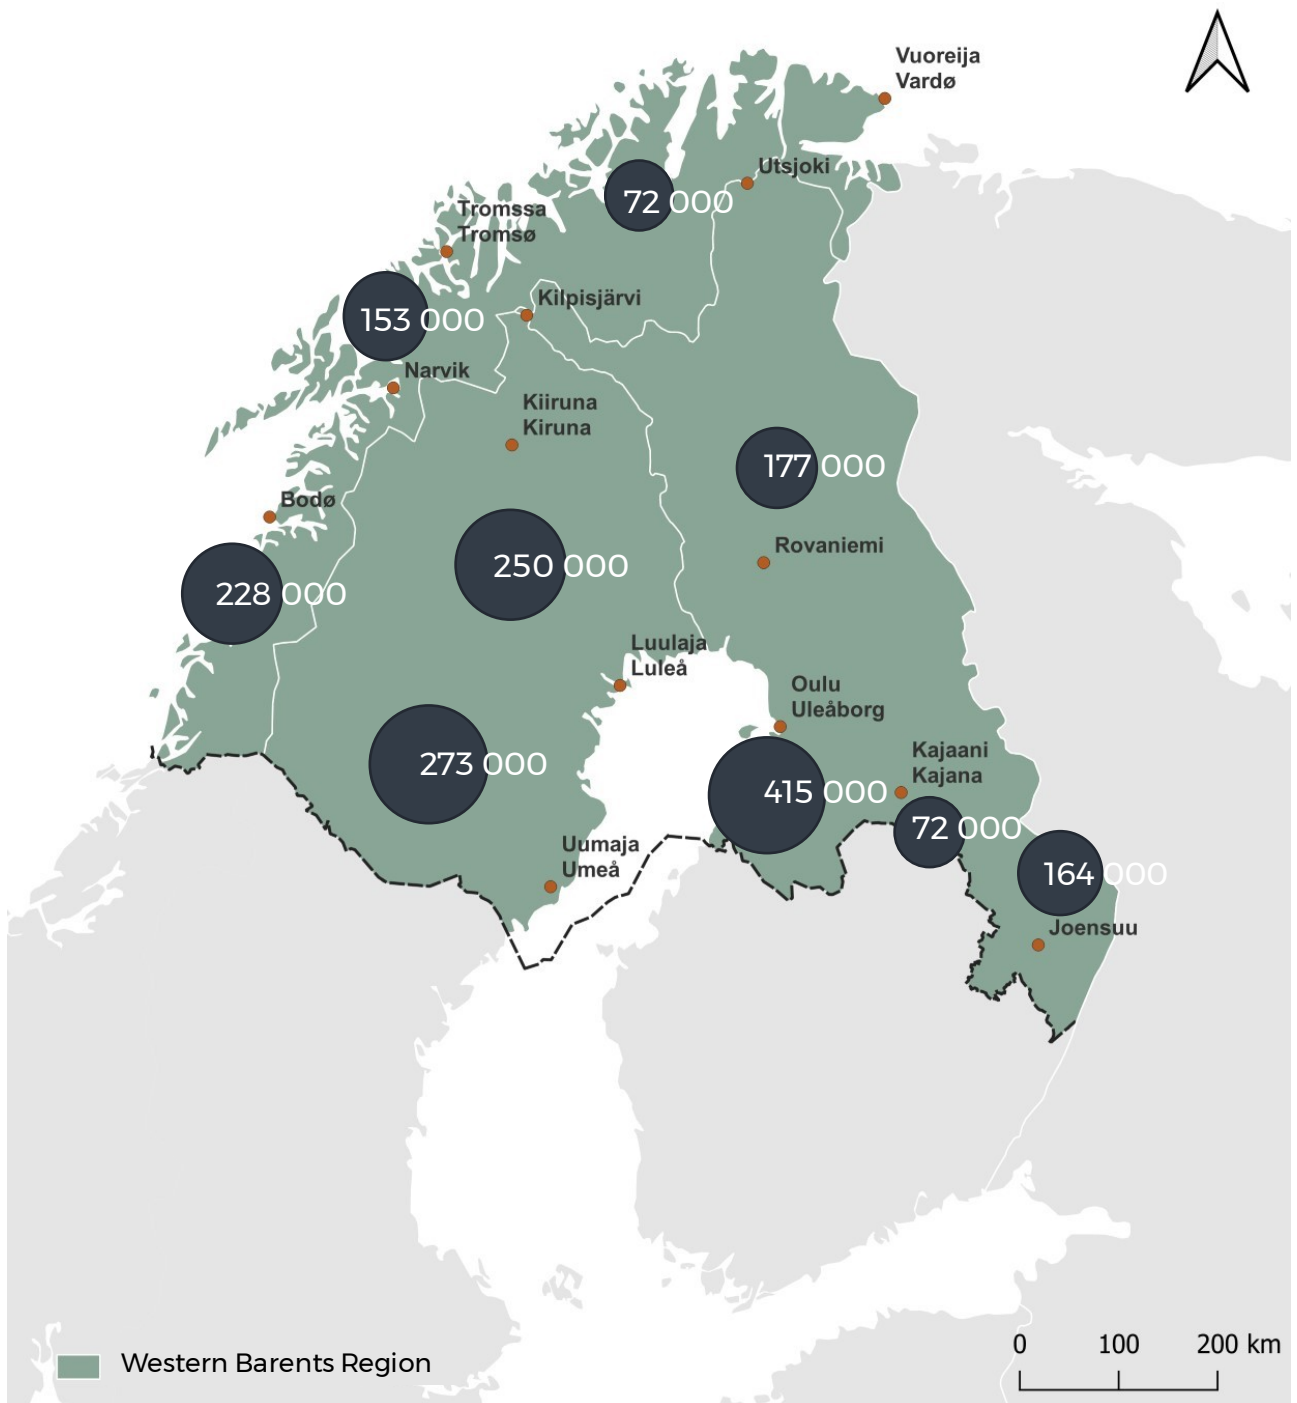 Vuoreija
Vardø
Utsjoki
72 000
Tromssa
Tromsø
Kilpisjärvi
153 000
Narvik
Kiiruna
Kiruna
177 000
Bodø
Rovaniemi
250 000
228 000
Luulaja
Luleå
Oulu
Uleåborg
Kajaani
Kajana
273 000
415 000
72 000
Uumaja
Umeå
164 000
Joensuu
0 100 200 km
Western Barents Region